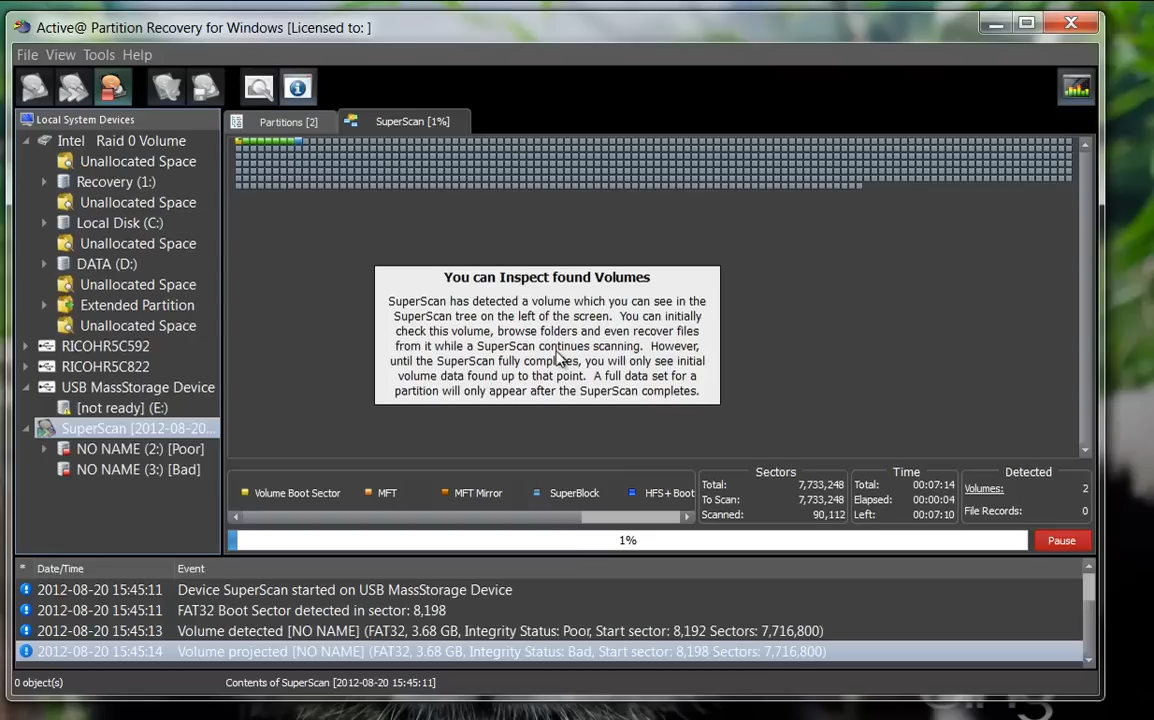 Active@ Partition Recovery for Windows [Licensed to: ]
File View Tools Help
Local System Devices
Intel Raid 0 Volume
Unallocated Space
Recovery (1:)
Unallocated Space
Local Disk (C:)
Unallocated Space
DATA (D:)
Unallocated Space
Extended Partition
Unallocated Space
RICOHR5C592
RICOHR5C822
USB MassStorage Device
[not ready] (E:)
SuperScan [2012-08-20...
NO NAME (2:) [Poor]
NO NAME (3:) [Bad]
Partitions [2]
SuperScan [1%]
You can Inspect found Volumes
SuperScan has detected a volume which you can see in the
SuperScan tree on the left of the screen. You can initially
check this volume, browse folders and even recover files
from it while a SuperScan continues scanning. However,
until the SuperScan fully completes, you will only see initial
volume data found up to that point. A full data set for a
partition will only appear after the SuperScan completes.
Volume Boot Sector MFT MFT Mirror SuperBlock HFS+ Boot
Sectors
Total: 7,733,248
To Scan: 7,733,248
Scanned: 90,112
Time
Total: 00:07:14
Elapsed: 00:00:04
Left: 00:07:10
Detected
Volumes: 2
File Records: 0
1%
Pause
* Date/Time Event
2012-08-20 15:45:11 Device SuperScan started on USB MassStorage Device
2012-08-20 15:45:11 FAT32 Boot Sector detected in sector: 8,198
2012-08-20 15:45:13 Volume detected [NO NAME] (FAT32, 3.68 GB, Integrity Status: Poor, Start sector: 8,192 Sectors: 7,716,800)
2012-08-20 15:45:14 Volume projected [NO NAME] (FAT32, 3.68 GB, Integrity Status: Bad, Start sector: 8,198 Sectors: 7,716,800)
0 object(s)
Contents of SuperScan [2012-08-20 15:45:11]